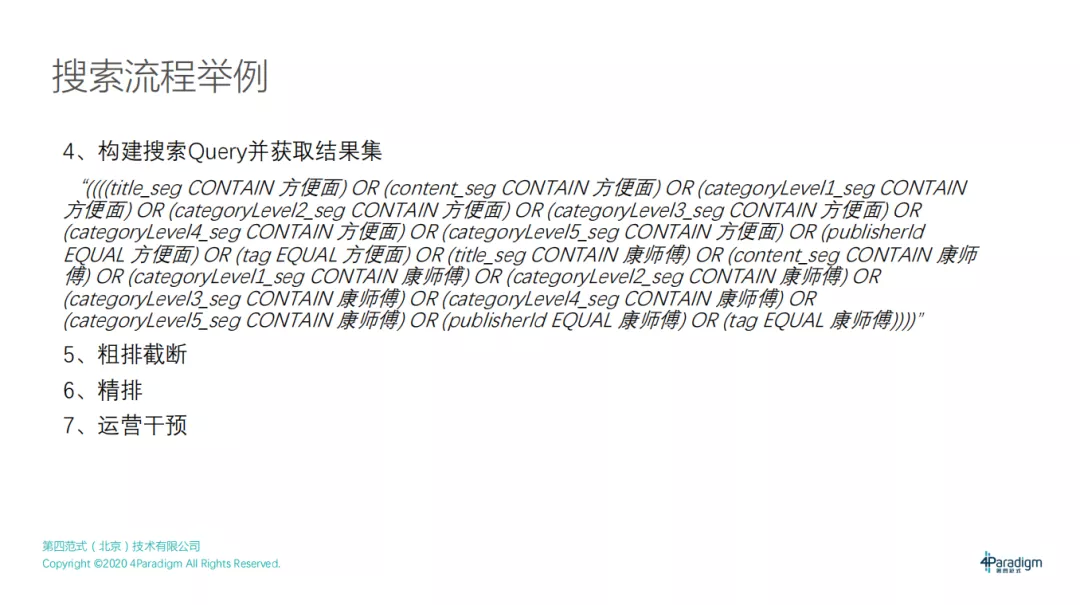 搜索流程举例
4、构建搜索Query并获取结果集
“((((title_seg CONTAIN 方便面) OR (content_seg CONTAIN 方便面) OR (categoryLevel1_seg CONTAIN
方便面) OR (categoryLevel2_seg CONTAIN 方便面) OR (categoryLevel3_seg CONTAIN 方便面) OR
(categoryLevel4_seg CONTAIN 方便面) OR (categoryLevel5_seg CONTAIN 方便面) OR (publisherId
EQUAL 方便面) OR (tag EQUAL 方便面) OR (title_seg CONTAIN 康师傅) OR (content_seg CONTAIN 康师
傅) OR (categoryLevel1_seg CONTAIN 康师傅) OR (categoryLevel2_seg CONTAIN 康师傅) OR
(categoryLevel3_seg CONTAIN 康师傅) OR (categoryLevel4_seg CONTAIN 康师傅) OR
(categoryLevel5_seg CONTAIN 康师傅) OR (publisherId EQUAL 康师傅) OR (tag EQUAL 康师傅))))”
5、粗排截断
6、精排
7、运营干预
第四范式（北京）技术有限公司
Copyright ©2020 4Paradigm All Rights Reserved.
4Paradigm
第四范式